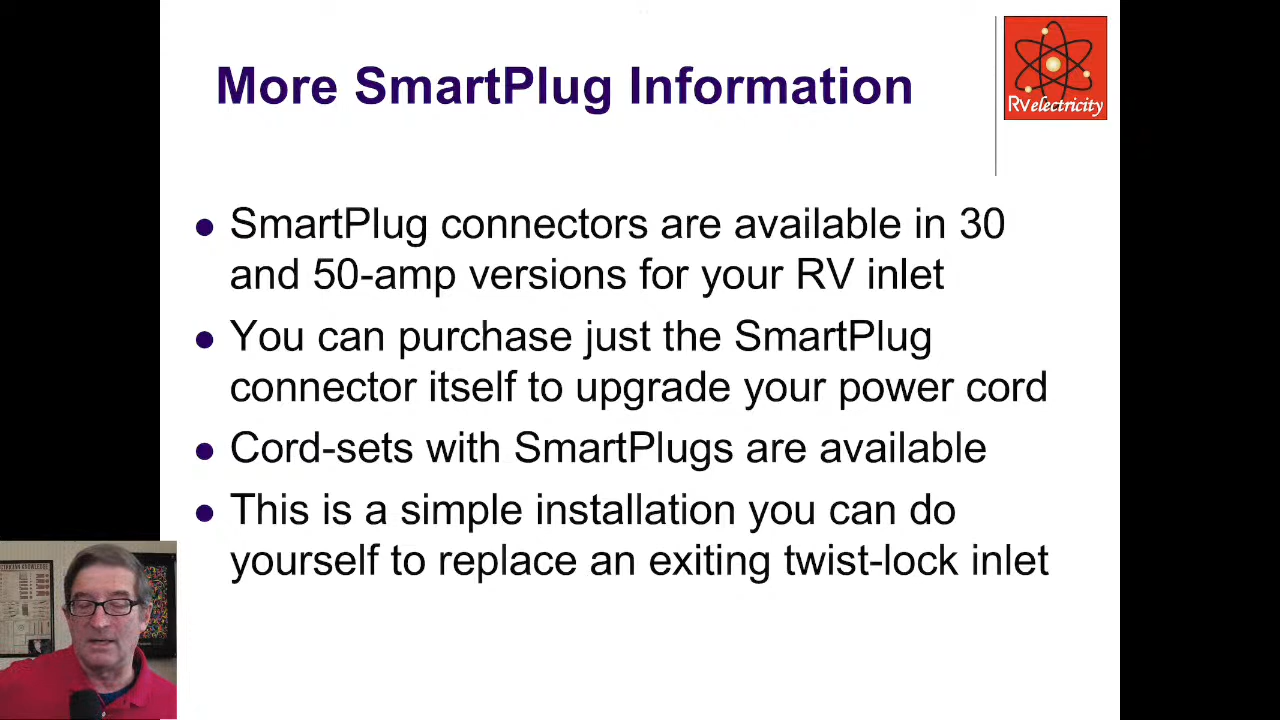 More SmartPlug Information
RVelectricity
SmartPlug connectors are available in 30
and 50-amp versions for your RV inlet
You can purchase just the SmartPlug
connector itself to upgrade your power cord
Cord-sets with SmartPlugs are available
This is a simple installation you can do
yourself to replace an exiting twist-lock inlet